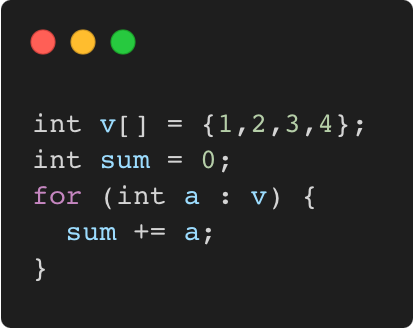 int v[] = {1,2,3,4};
int sum = 0;
for (int a : v) {
  sum += a;
}